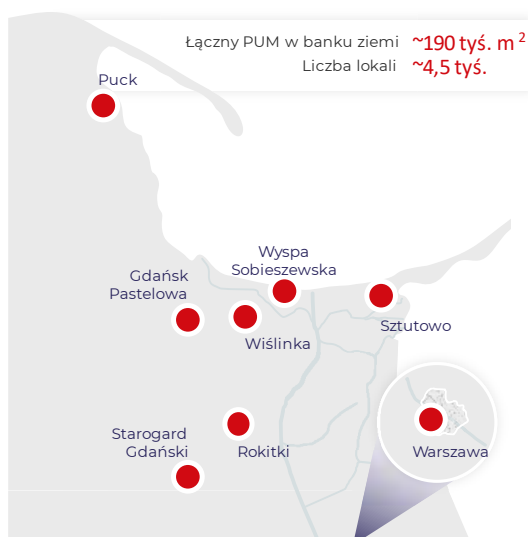 Łączny PUM w banku ziemi ~190 tyś. m 2
Liczba lokali ~4,5 tyś.
Puck
Wyspa
Sobieszewska
Gdańsk
Pastelowa
Sztutowo
Wiślinka
Starogard
Gdański
Rokitki
Warszawa